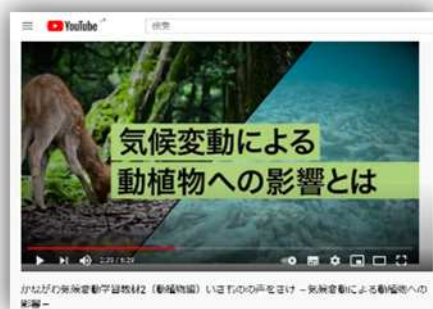 YouTube JP
検索
気候変動による
動植物への影響とは
かながわ気候変動学習教材2（動植物編）いきものの声をきけ －気候変動による動植物への
影響－